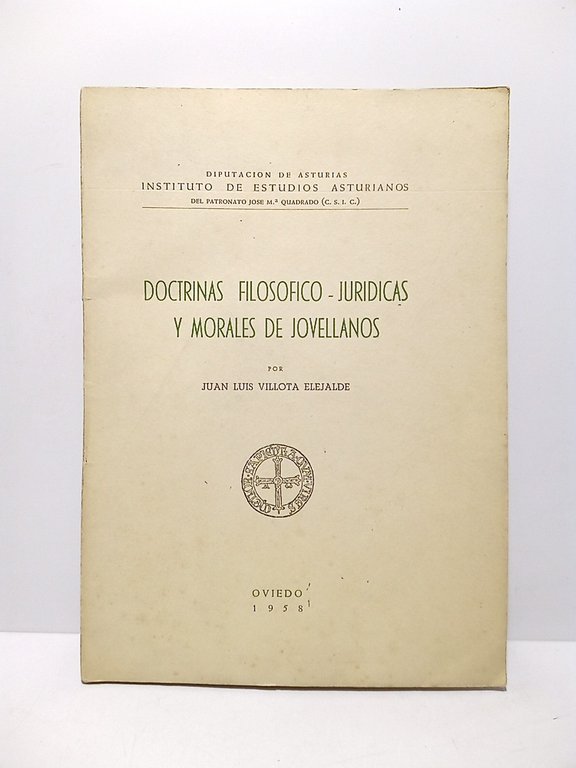 DIPUTACION DE ASTURIAS
INSTITUTO DE ESTUDIOS ASTURIANOS
DEL PATRONATO JOSE M.ª QUADRADO (C. S. I. C.)
DOCTRINAS FILOSOFICO - JURIDICAS
Y MORALES DE JOVELLANOS
POR
JUAN LUIS VILLOTA ELEJALDE
OVIEDO
1958